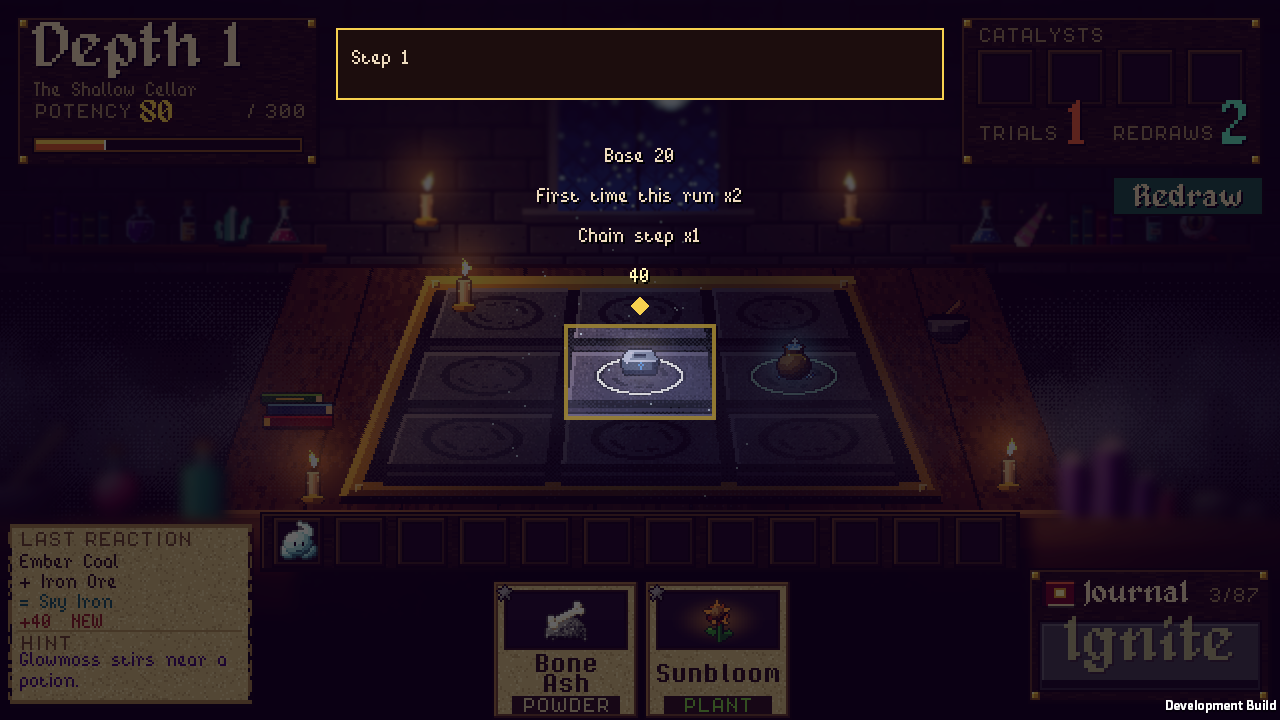 Depth 1
The Shallow Cellar
POTENCY 80 / 300
Step 1
CATALYSTS
TRIALS 1 REDRAWS 2
Redraw
Base 20
First time this run x2
Chain step x1
40
LAST REACTION
Ember Coal
+ Iron Ore
= Sky Iron
+40 NEW
HINT
Glowmoss stirs near a
potion.
Bone
Ash
POWDER
Sunbloom
PLANT
Journal 3/87
Ignite
Development Build